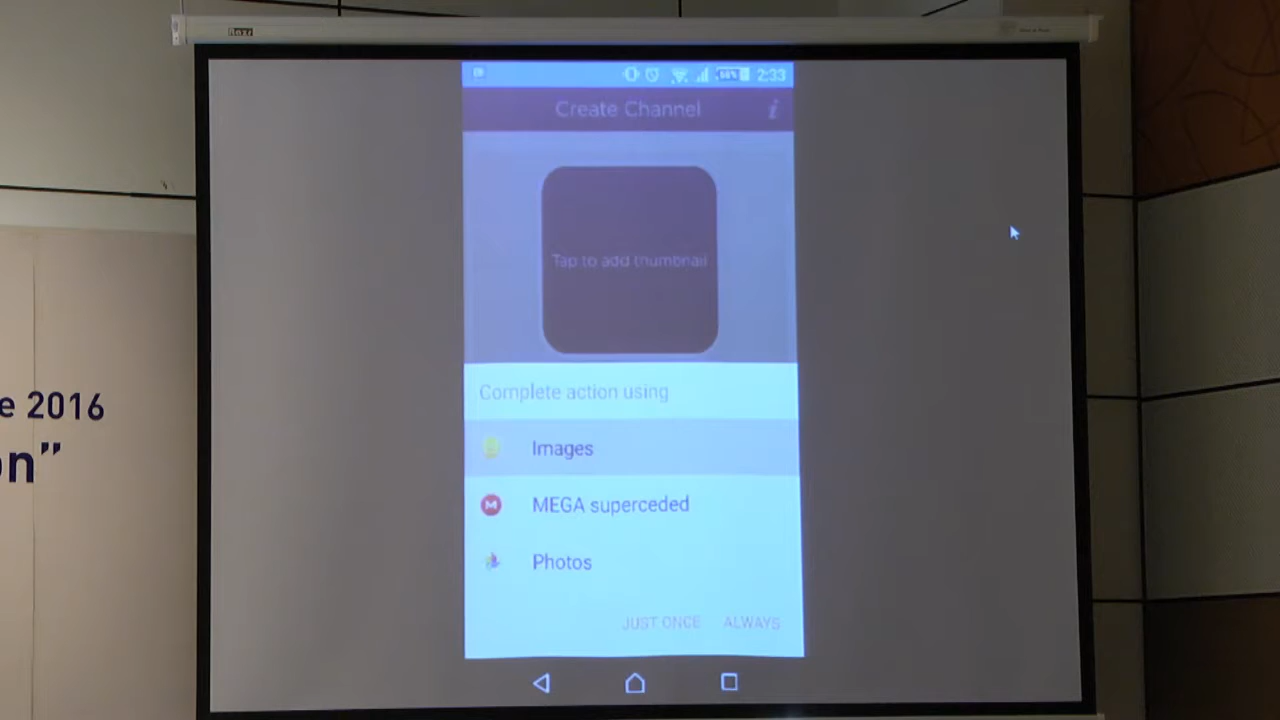 66% 2:33
Create Channel i
Tap to add thumbnail
Complete action using
Images
M MEGA superceded
Photos
JUST ONCE ALWAYS
e 2016
on"